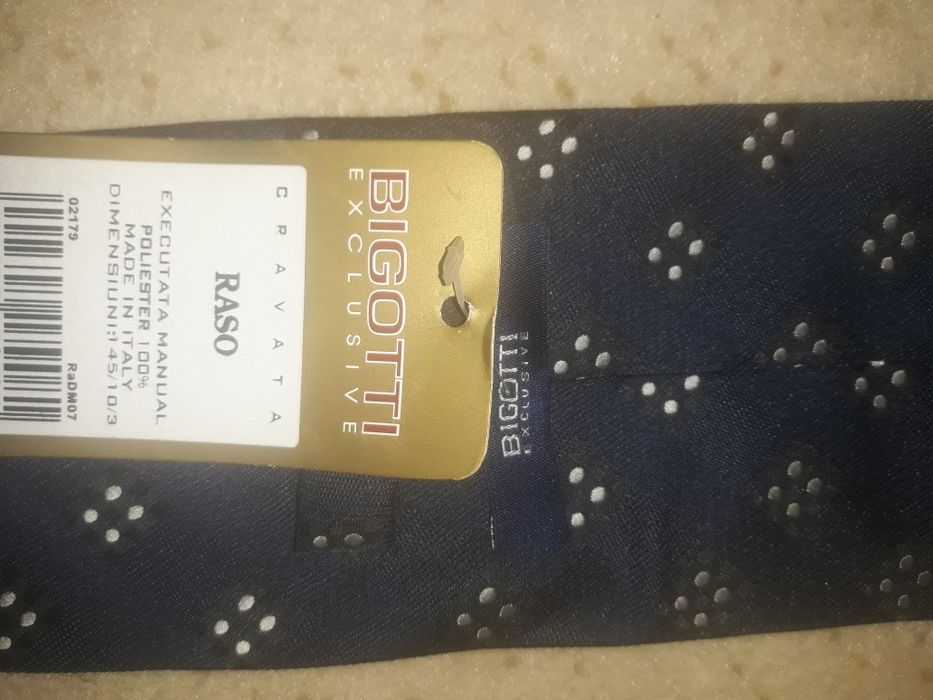 BIGOTTI
EXCLUSIVE
CRAVATA
RASO
EXECUTATA MANUAL
POLIESTER 100%
MADE IN ITALY
DIMENSIUNI:145/10/3
02179 RaDM07
BIGOTTI
EXCLUSIVE